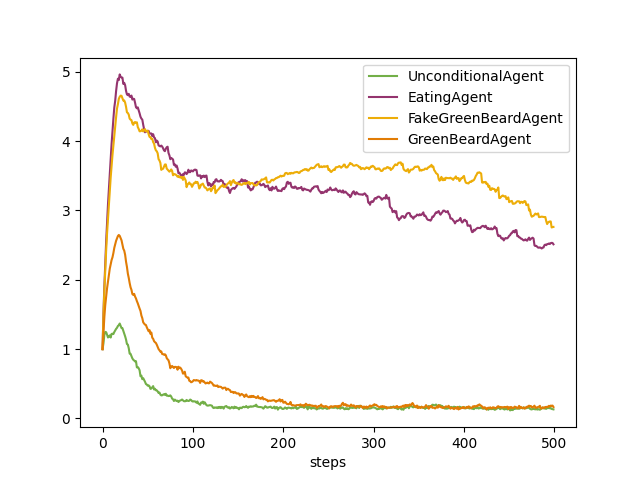 UnconditionalAgent
EatingAgent
FakeGreenBeardAgent
GreenBeardAgent
5
4
3
2
1
0
0 100 200 300 400 500
steps